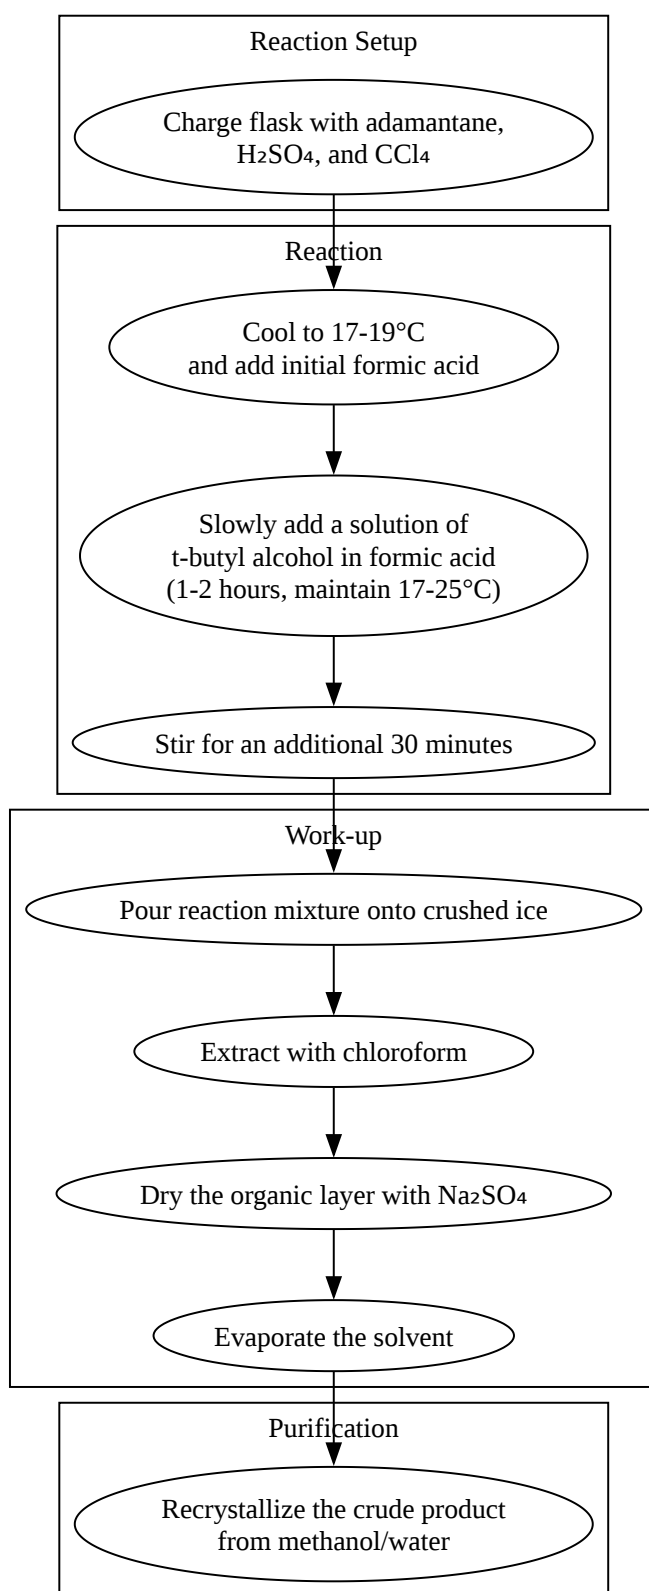 Reaction Setup
Charge flask with adamantane,
H₂SO₄, and CCl₄
Reaction
Cool to 17-19°C
and add initial formic acid
Slowly add a solution of
t-butyl alcohol in formic acid
(1-2 hours, maintain 17-25°C)
Stir for an additional 30 minutes
Work-up
Pour reaction mixture onto crushed ice
Extract with chloroform
Dry the organic layer with Na₂SO₄
Evaporate the solvent
Purification
Recrystallize the crude product
from methanol/water